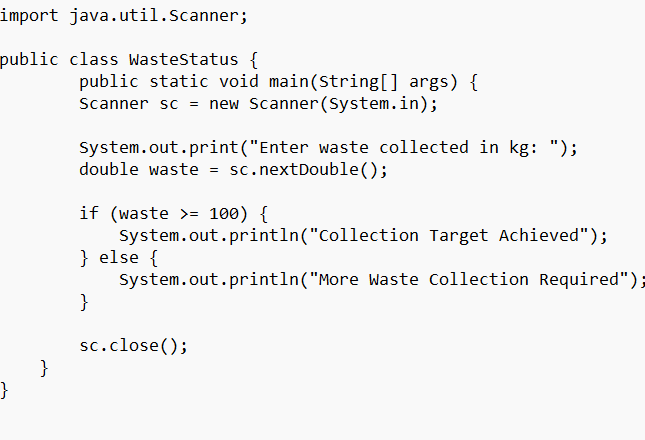 import java.util.Scanner;

public class WasteStatus {
        public static void main(String[] args) {
        Scanner sc = new Scanner(System.in);

        System.out.print("Enter waste collected in kg: ");
        double waste = sc.nextDouble();

        if (waste >= 100) {
            System.out.println("Collection Target Achieved");
        } else {
            System.out.println("More Waste Collection Required");
        }

        sc.close();
    }
}